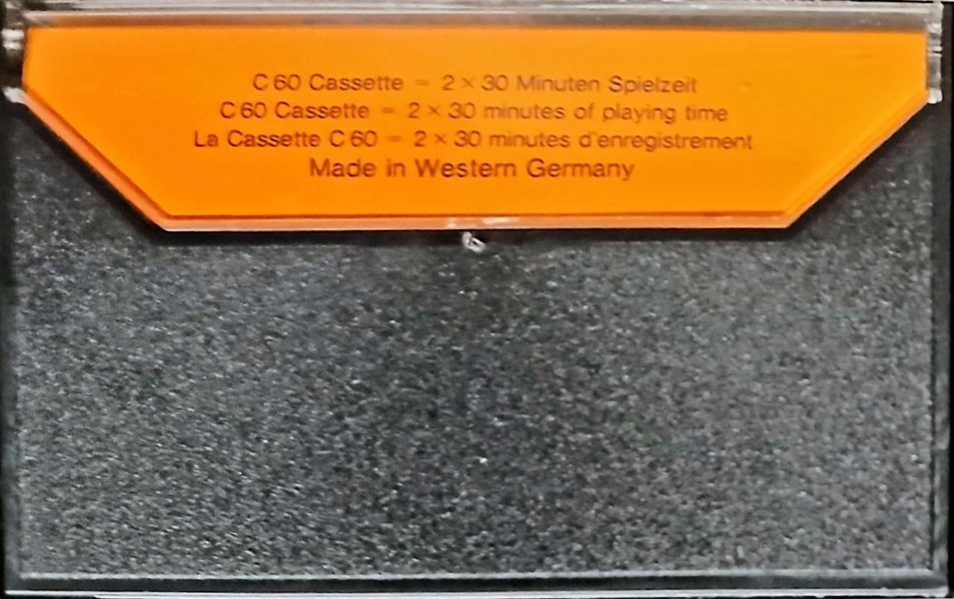 C 60 Cassette = 2 × 30 Minuten Spielzeit
C 60 Cassette = 2 × 30 minutes of playing time
La Cassette C 60 = 2 × 30 minutes d'enregistrement
Made in Western Germany